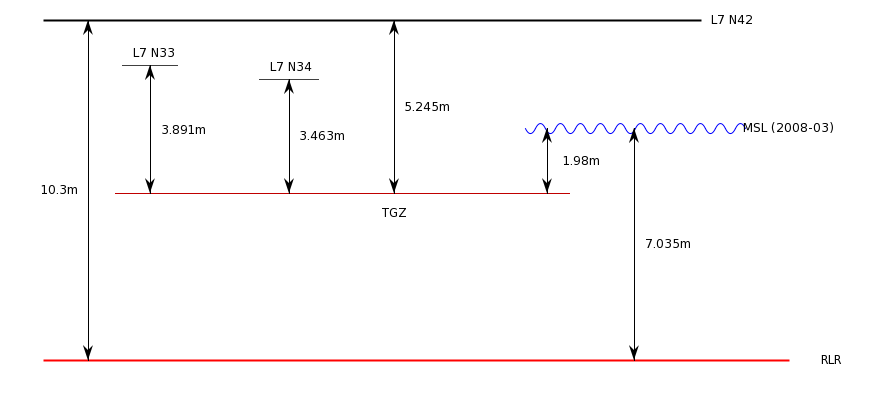 L7 N42
L7 N33
L7 N34
5.245m
3.891m
3.463m
MSL (2008-03)
1.98m
10.3m
TGZ
7.035m
RLR